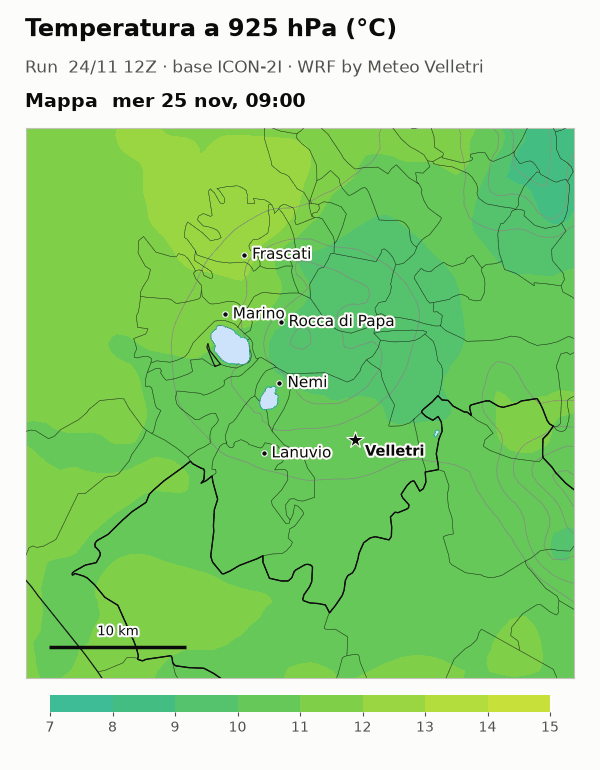 Temperatura a 925 hPa (°C)
Run  24/11 12Z · base ICON-2I · WRF by Meteo Velletri
Mappa  mer 25 nov, 09:00
Frascati
Marino
Rocca di Papa
Nemi
Velletri
Lanuvio
10 km
7 8 9 10 11 12 13 14 15